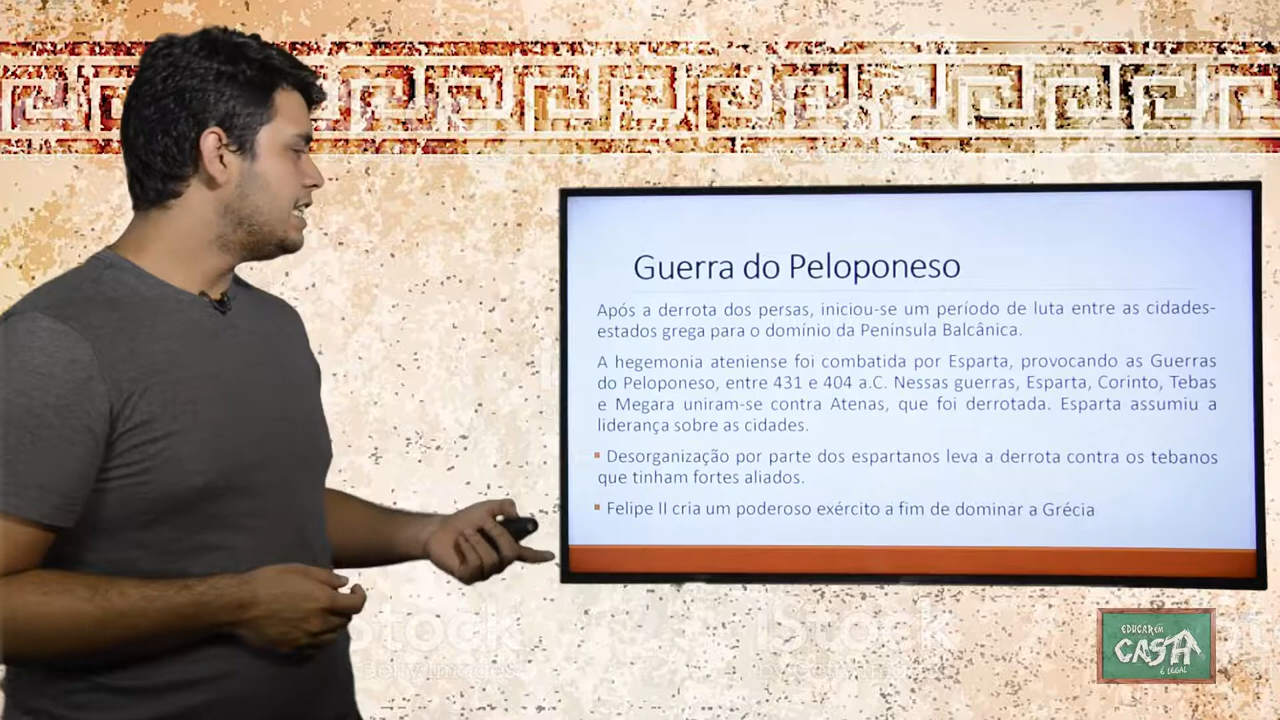 Guerra do Peloponeso
Após a derrota dos persas, iniciou-se um período de luta entre as cidades-
estados grega para o domínio da Península Balcânica.
A hegemonia ateniense foi combatida por Esparta, provocando as Guerras
do Peloponeso, entre 431 e 404 a.C. Nessas guerras, Esparta, Corinto, Tebas
e Megara uniram-se contra Atenas, que foi derrotada. Esparta assumiu a
liderança sobre as cidades.
Desorganização por parte dos espartanos leva a derrota contra os tebanos
que tinham fortes aliados.
Felipe II cria um poderoso exército a fim de dominar a Grécia
iStock
iStock
EDUCAR EM
CASA
É LEGAL